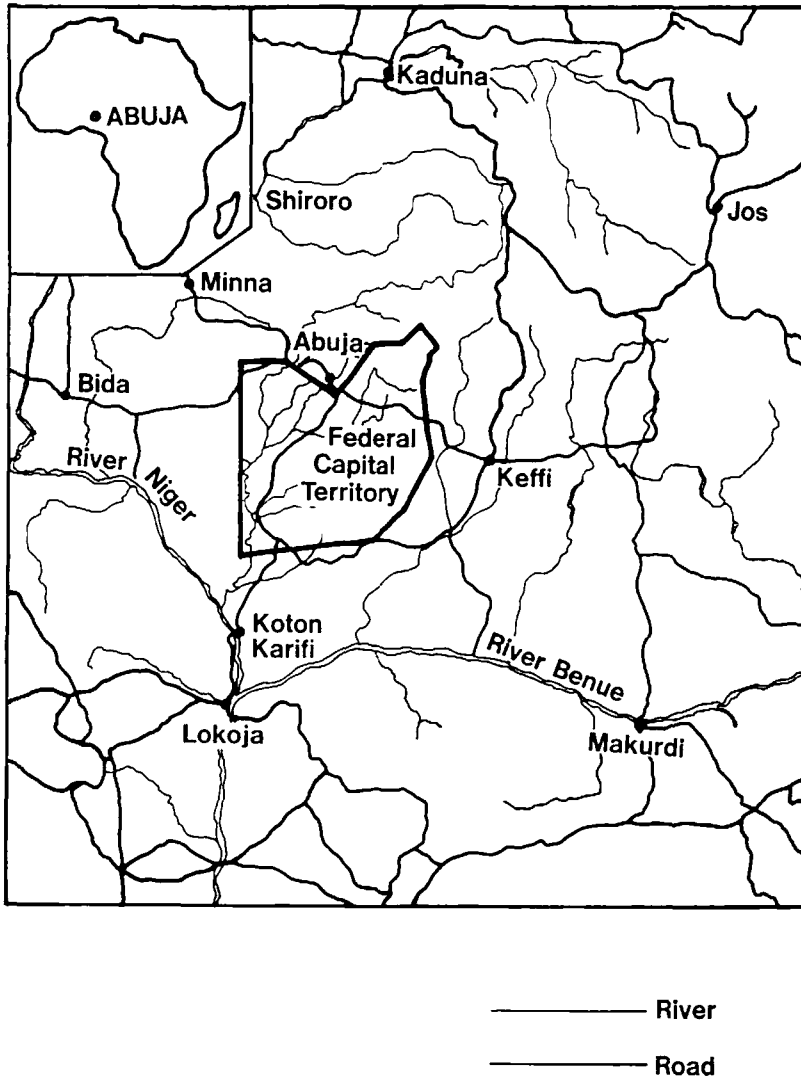 ABUJA
Kaduna
Shiroro
Jos
Minna
Abuja
Bida
Federal
Capital
Territory
River Niger
Keffi
Koton
Karifi
River Benue
Lokoja
Makurdi
River
Road